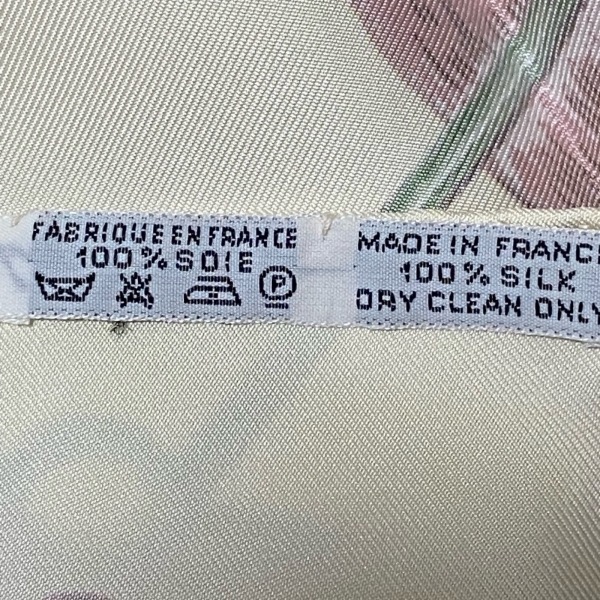 FABRIQUE EN FRANCE
100% SOIE
P
MADE IN FRANCE
100% SILK
DRY CLEAN ONLY